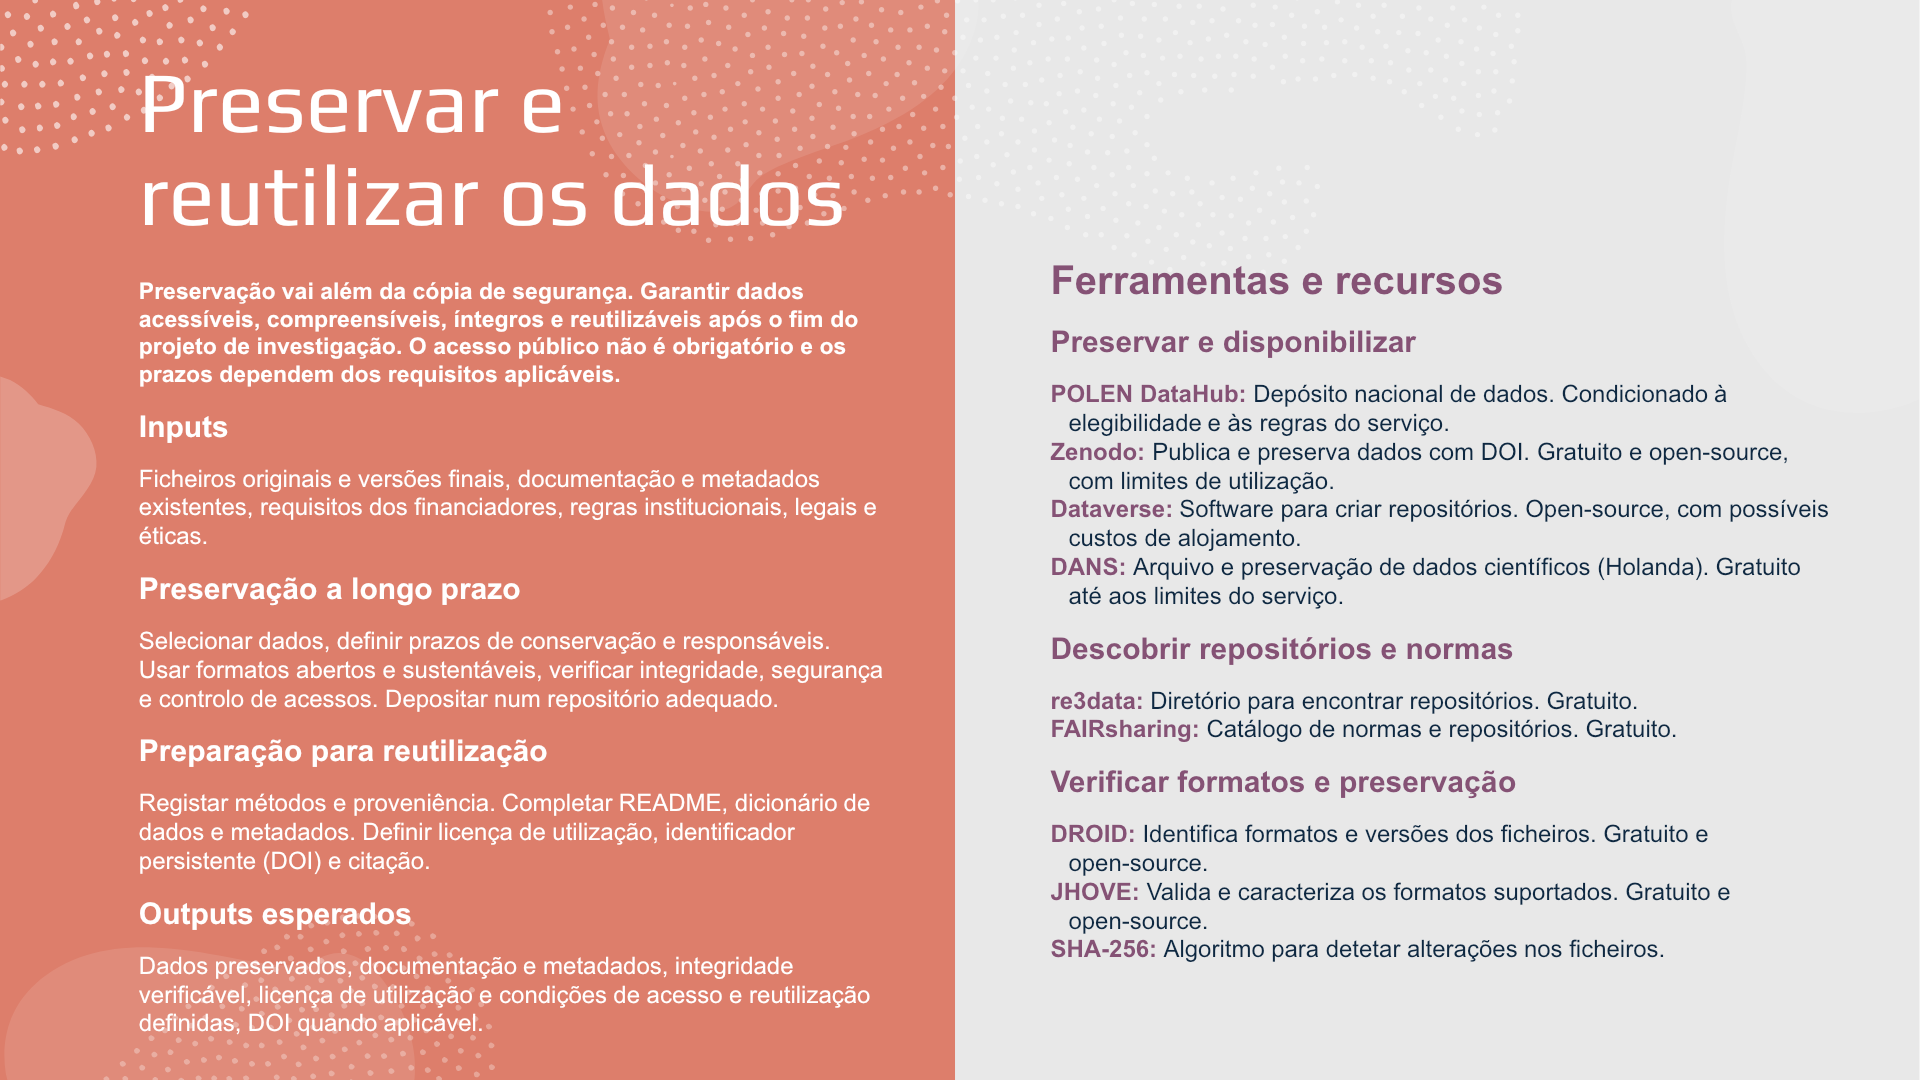 Preservar e
reutilizar os dados
Preservação vai além da cópia de segurança. Garantir dados
acessíveis, compreensíveis, íntegros e reutilizáveis após o fim do
projeto de investigação. O acesso público não é obrigatório e os
prazos dependem dos requisitos aplicáveis.
Inputs
Ficheiros originais e versões finais, documentação e metadados
existentes, requisitos dos financiadores, regras institucionais, legais e
éticas.
Preservação a longo prazo
Selecionar dados, definir prazos de conservação e responsáveis.
Usar formatos abertos e sustentáveis, verificar integridade, segurança
e controlo de acessos. Depositar num repositório adequado.
Preparação para reutilização
Registar métodos e proveniência. Completar README, dicionário de
dados e metadados. Definir licença de utilização, identificador
persistente (DOI) e citação.
Outputs esperados
Dados preservados, documentação e metadados, integridade
verificável, licença de utilização e condições de acesso e reutilização
definidas, DOI quando aplicável.
Ferramentas e recursos
Preservar e disponibilizar
POLEN DataHub: Depósito nacional de dados. Condicionado à
elegibilidade e às regras do serviço.
Zenodo: Publica e preserva dados com DOI. Gratuito e open-source,
com limites de utilização.
Dataverse: Software para criar repositórios. Open-source, com possíveis
custos de alojamento.
DANS: Arquivo e preservação de dados científicos (Holanda). Gratuito
até aos limites do serviço.
Descobrir repositórios e normas
re3data: Diretório para encontrar repositórios. Gratuito.
FAIRsharing: Catálogo de normas e repositórios. Gratuito.
Verificar formatos e preservação
DROID: Identifica formatos e versões dos ficheiros. Gratuito e
open-source.
JHOVE: Valida e caracteriza os formatos suportados. Gratuito e
open-source.
SHA-256: Algoritmo para detetar alterações nos ficheiros.